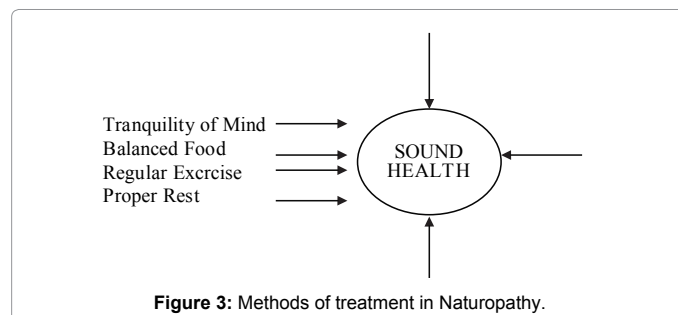 Tranquility of Mind
Balanced Food
Regular Excrcise
Proper Rest
SOUND
HEALTH
Figure 3: Methods of treatment in Naturopathy.